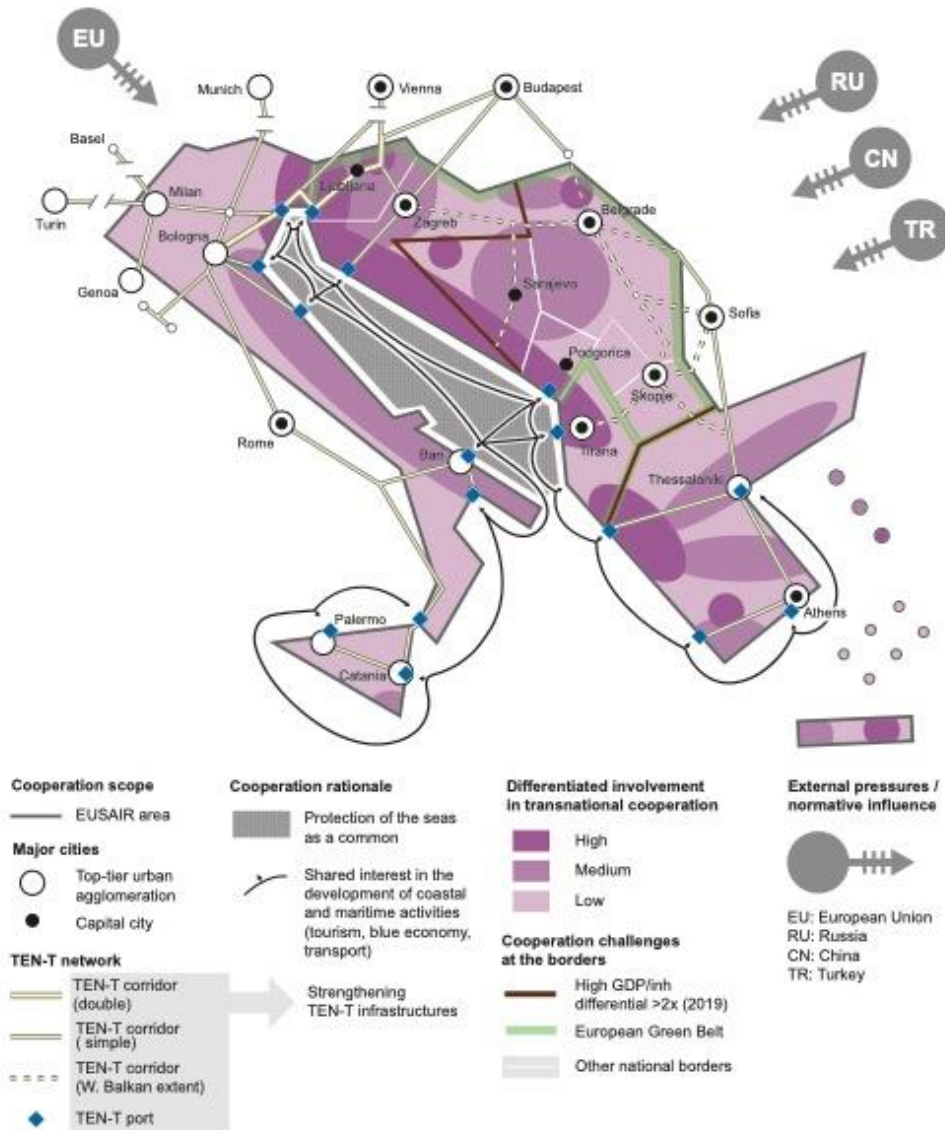 EU
Munich
Vienna
Budapest
RU
Basel
CN
Ljubljana
Milan
Turin
Zagreb
Belgrade
TR
Bologna
Genoa
Sarajevo
Sofia
Podgorica
Skopje
Rome
Tirana
Bari
Thessaloniki
Palermo
Athens
Catania
Cooperation scope
EUSAIR area
Major cities
Top-tier urban
agglomeration
Capital city
TEN-T network
TEN-T corridor
(double)
TEN-T corridor
( simple)
TEN-T corridor
(W. Balkan extent)
TEN-T port
Cooperation rationale
Protection of the seas
as a common
Shared interest in the
development of coastal
and maritime activities
(tourism, blue economy,
transport)
Strengthening
TEN-T infrastructures
Differentiated involvement
in transnational cooperation
High
Medium
Low
Cooperation challenges
at the borders
High GDP/inh
differential >2x (2019)
European Green Belt
Other national borders
External pressures /
normative influence
EU: European Union
RU: Russia
CN: China
TR: Turkey